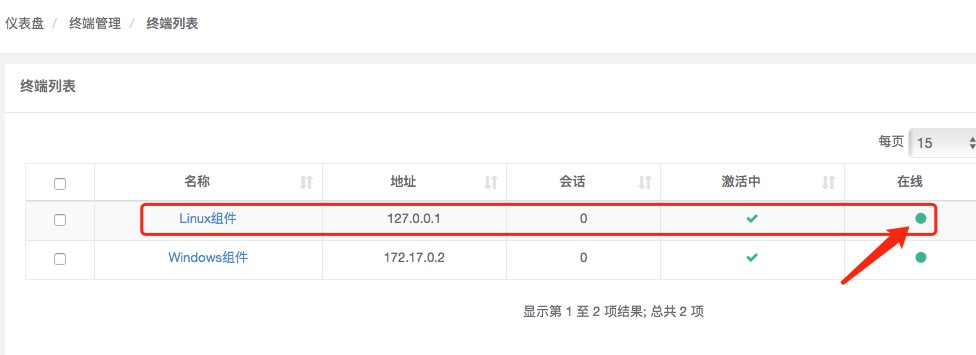 仪表盘 / 终端管理 / 终端列表
终端列表
每页 15
名称 地址 会话 激活中 在线
Linux组件 127.0.0.1 0
Windows组件 172.17.0.2 0
显示第 1 至 2 项结果; 总共 2 项